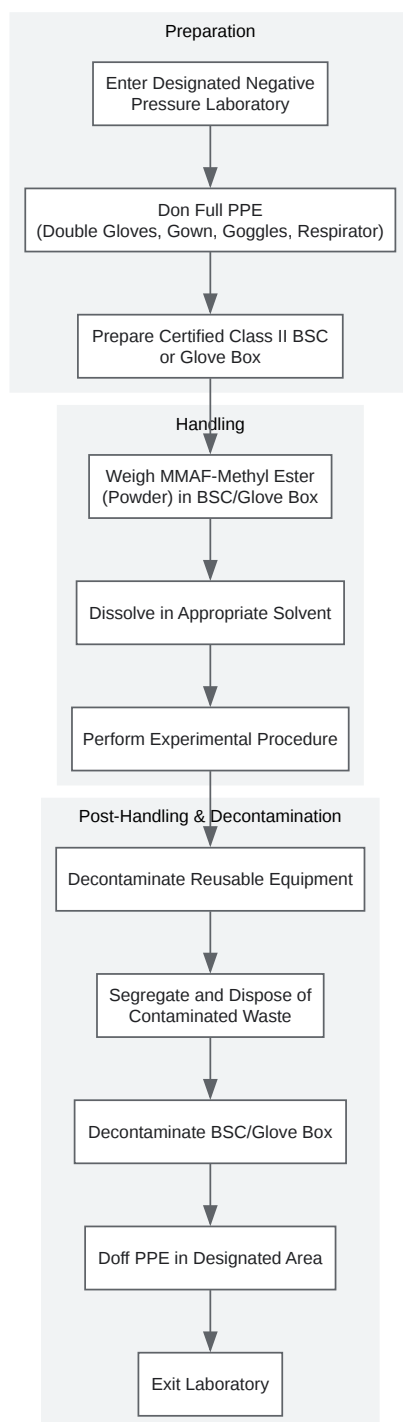 Preparation
Enter Designated Negative
Pressure Laboratory
Don Full PPE
(Double Gloves, Gown, Goggles, Respirator)
Prepare Certified Class II BSC
or Glove Box
Handling
Weigh MMAF-Methyl Ester
(Powder) in BSC/Glove Box
Dissolve in Appropriate Solvent
Perform Experimental Procedure
Post-Handling & Decontamination
Decontaminate Reusable Equipment
Segregate and Dispose of
Contaminated Waste
Decontaminate BSC/Glove Box
Doff PPE in Designated Area
Exit Laboratory